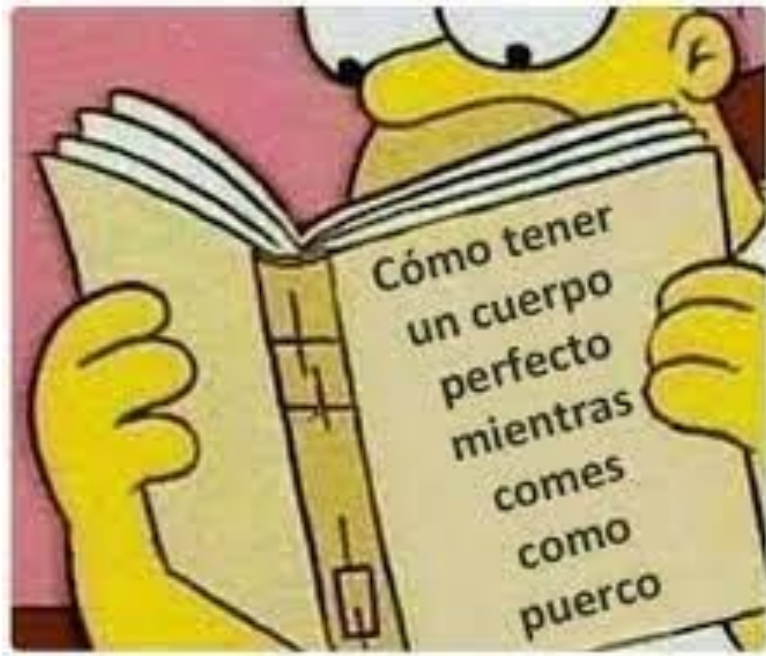 Cómo tener
un cuerpo
perfecto
mientras
comes
como
puerco